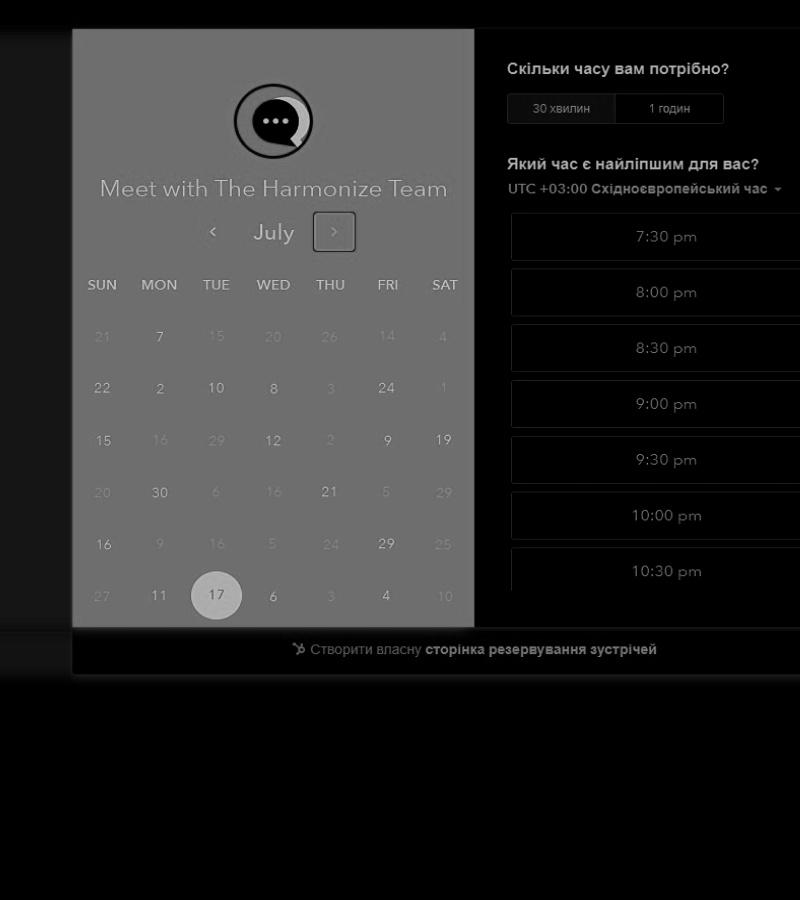 Meet with The Harmonize Team
July
SUN MON TUE WED THU FRI SAT
21 7 15 20 26 14 4
22 2 10 8 3 24 1
15 16 29 12 2 9 19
20 30 6 16 21 5 29
16 9 16 5 24 29 25
27 11 17 6 3 4 10
Скільки часу вам потрібно?
30 хвилин 1 годин
Який час є найліпшим для вас?
UTC +03:00 Східноєвропейський час
7:30 pm
8:00 pm
8:30 pm
9:00 pm
9:30 pm
10:00 pm
10:30 pm
Створити власну сторінка резервування зустрічей